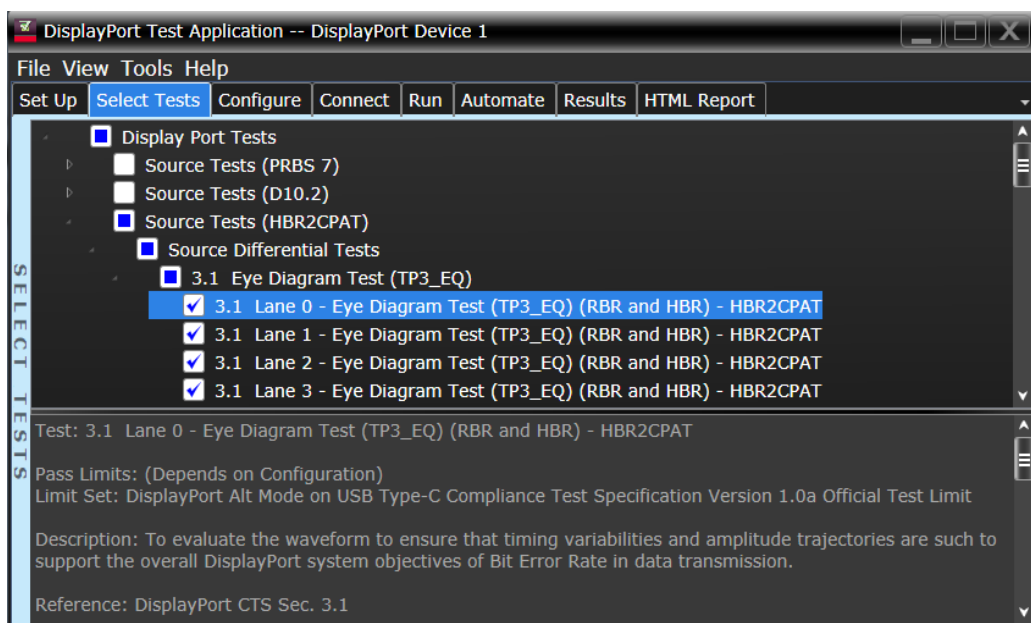 DisplayPort Test Application -- DisplayPort Device 1
File View Tools Help
Set Up Select Tests Configure Connect Run Automate Results HTML Report
Display Port Tests
Source Tests (PRBS 7)
Source Tests (D10.2)
Source Tests (HBR2CPAT)
Source Differential Tests
3.1 Eye Diagram Test (TP3_EQ)
3.1 Lane 0 - Eye Diagram Test (TP3_EQ) (RBR and HBR) - HBR2CPAT
3.1 Lane 1 - Eye Diagram Test (TP3_EQ) (RBR and HBR) - HBR2CPAT
3.1 Lane 2 - Eye Diagram Test (TP3_EQ) (RBR and HBR) - HBR2CPAT
3.1 Lane 3 - Eye Diagram Test (TP3_EQ) (RBR and HBR) - HBR2CPAT
SELECT TESTS
Test: 3.1 Lane 0 - Eye Diagram Test (TP3_EQ) (RBR and HBR) - HBR2CPAT
Pass Limits: (Depends on Configuration)
Limit Set: DisplayPort Alt Mode on USB Type-C Compliance Test Specification Version 1.0a Official Test Limit
Description: To evaluate the waveform to ensure that timing variabilities and amplitude trajectories are such to
support the overall DisplayPort system objectives of Bit Error Rate in data transmission.
Reference: DisplayPort CTS Sec. 3.1